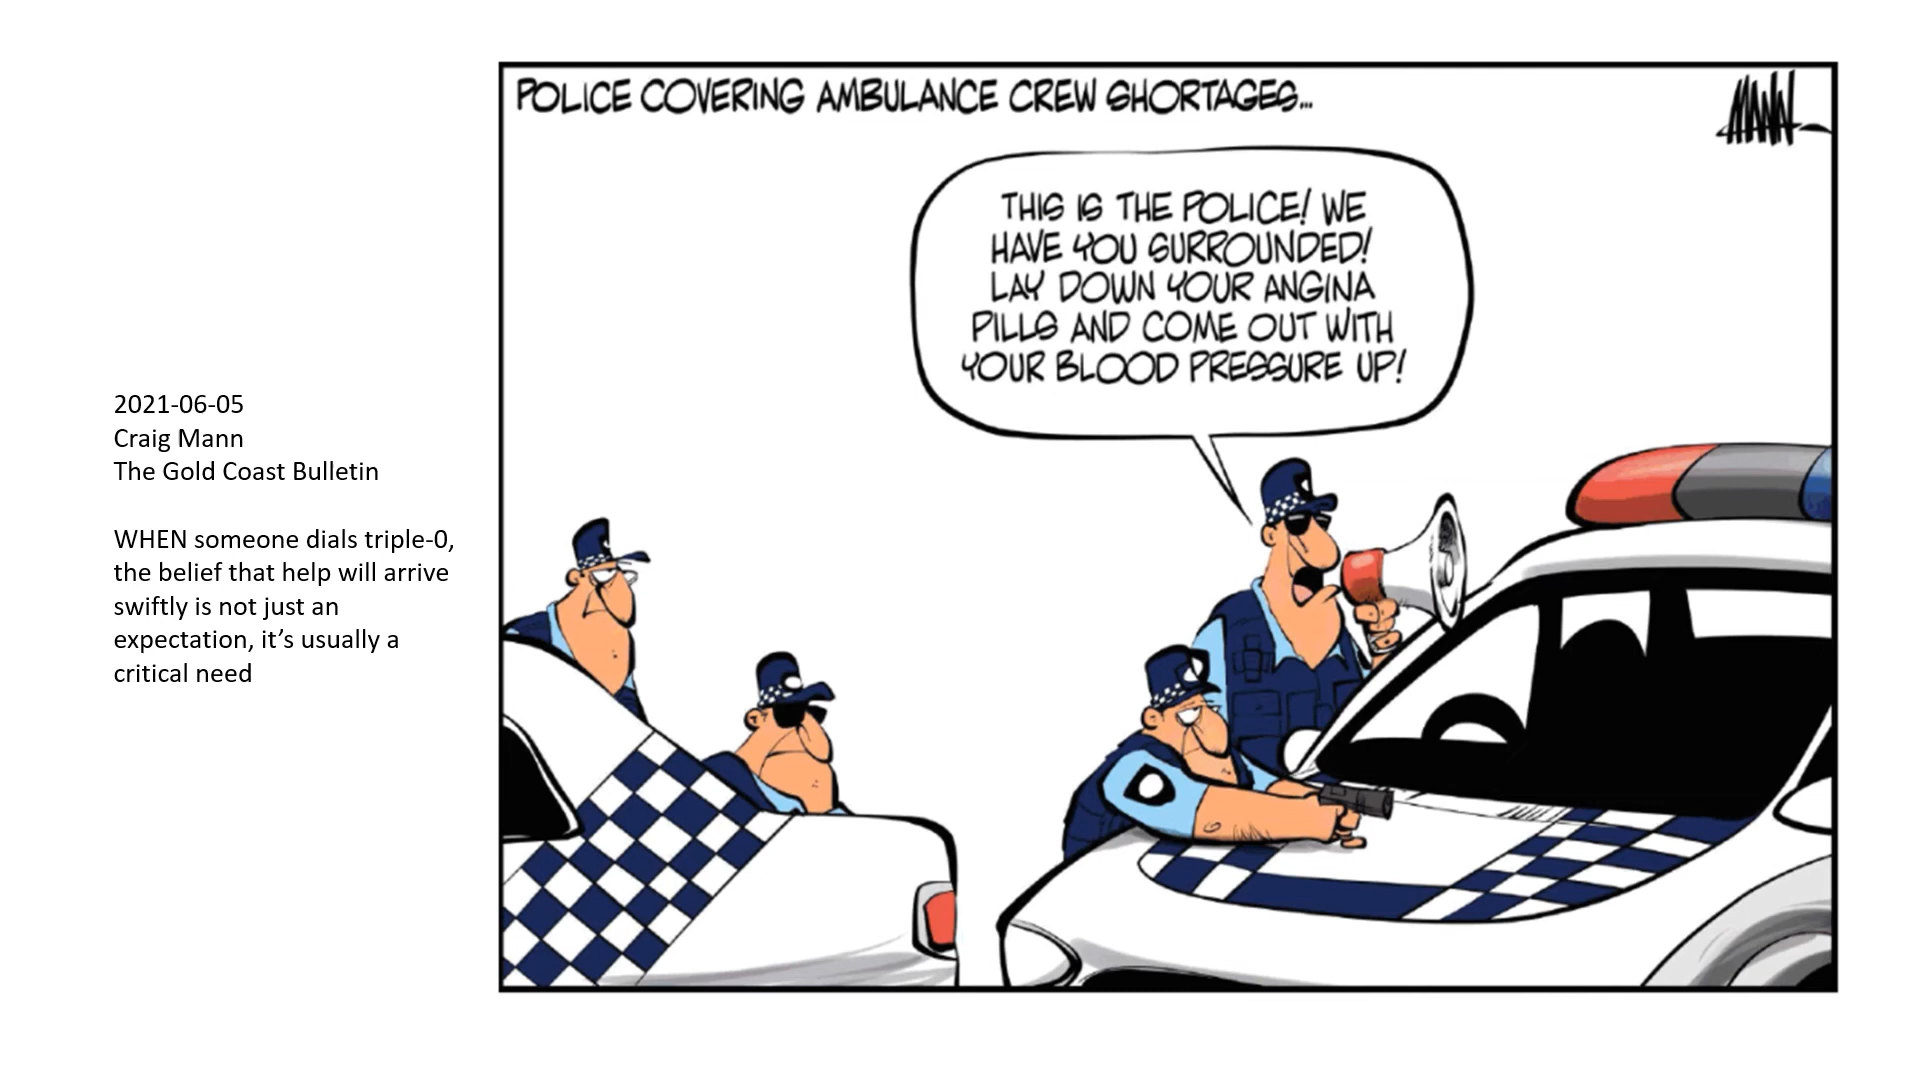 POLICE COVERING AMBULANCE CREW SHORTAGES...
MANN
THIS IS THE POLICE! WE
HAVE YOU SURROUNDED!
LAY DOWN YOUR ANGINA
PILLS AND COME OUT WITH
YOUR BLOOD PRESSURE UP!
2021-06-05
Craig Mann
The Gold Coast Bulletin
WHEN someone dials triple-0,
the belief that help will arrive
swiftly is not just an
expectation, it’s usually a
critical need